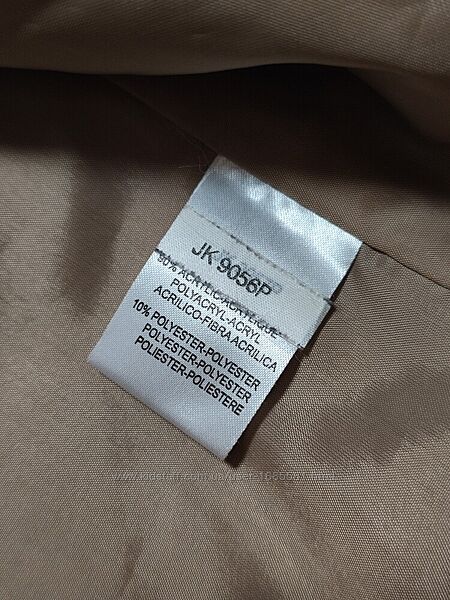 JK 9056P
90% ACRYLIC-ACRYLIQUE
POLYACRYL-ACRYL
ACRILICO-FIBRA ACRILICA
10% POLYESTER-POLYESTER
POLYESTER-POLYESTER
POLIESTER-POLIESTERE